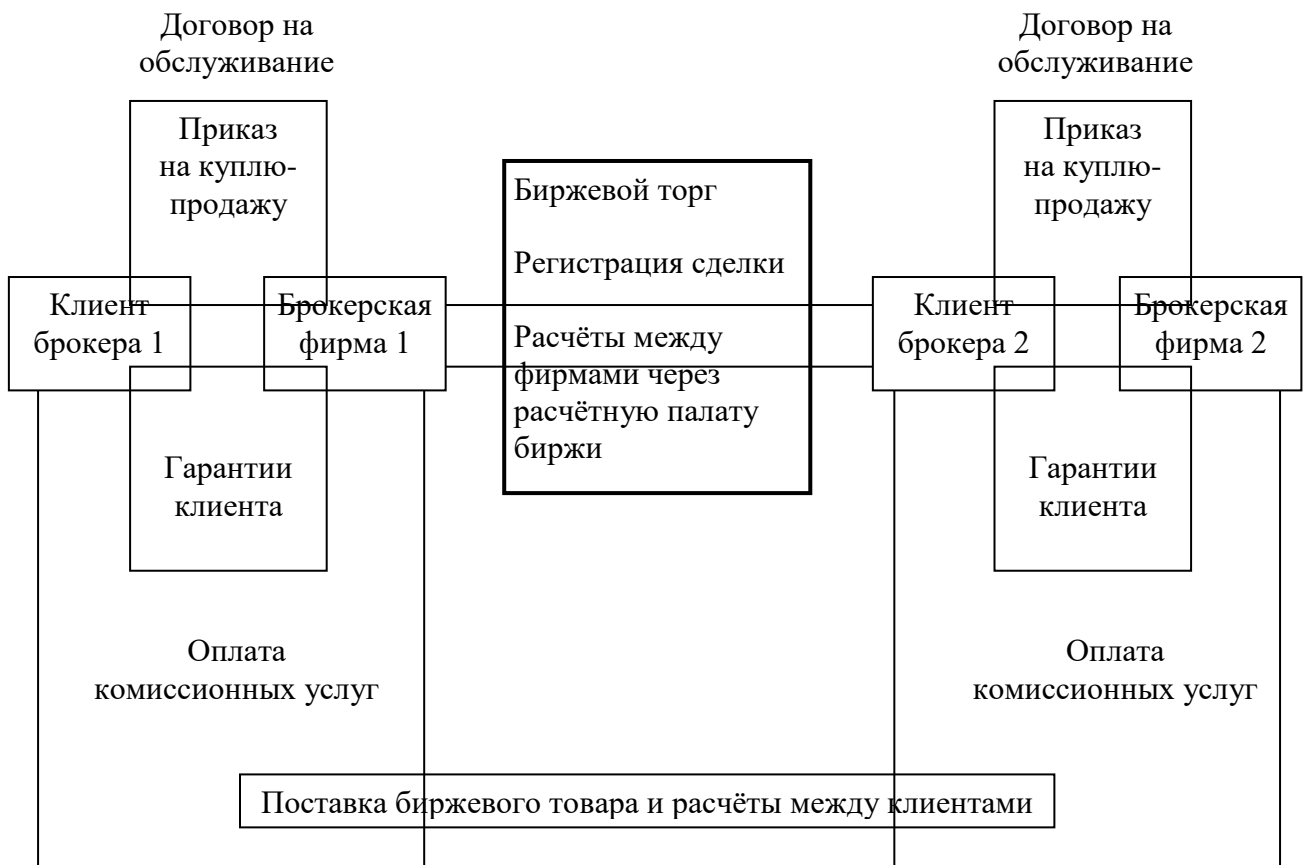 Договор на
обслуживание
Договор на
обслуживание
Приказ
на куплю-
продажу
Приказ
на куплю-
продажу
Биржевой торг
Регистрация сделки
Расчёты между
фирмами через
расчётную палату
биржи
Клиент
брокера 1
Брокерская
фирма 1
Клиент
брокера 2
Брокерская
фирма 2
Гарантии
клиента
Гарантии
клиента
Оплата
комиссионных услуг
Оплата
комиссионных услуг
Поставка биржевого товара и расчёты между клиентами